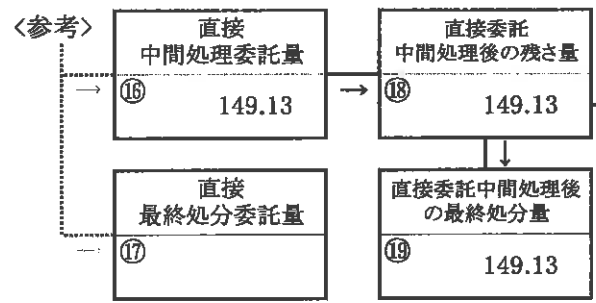 〈参考〉
直接
中間処理委託量
⑯
149.13
直接委託
中間処理後の残さ量
⑱
149.13
直接
最終処分委託量
⑰
直接委託中間処理後
の最終処分量
⑲
149.13